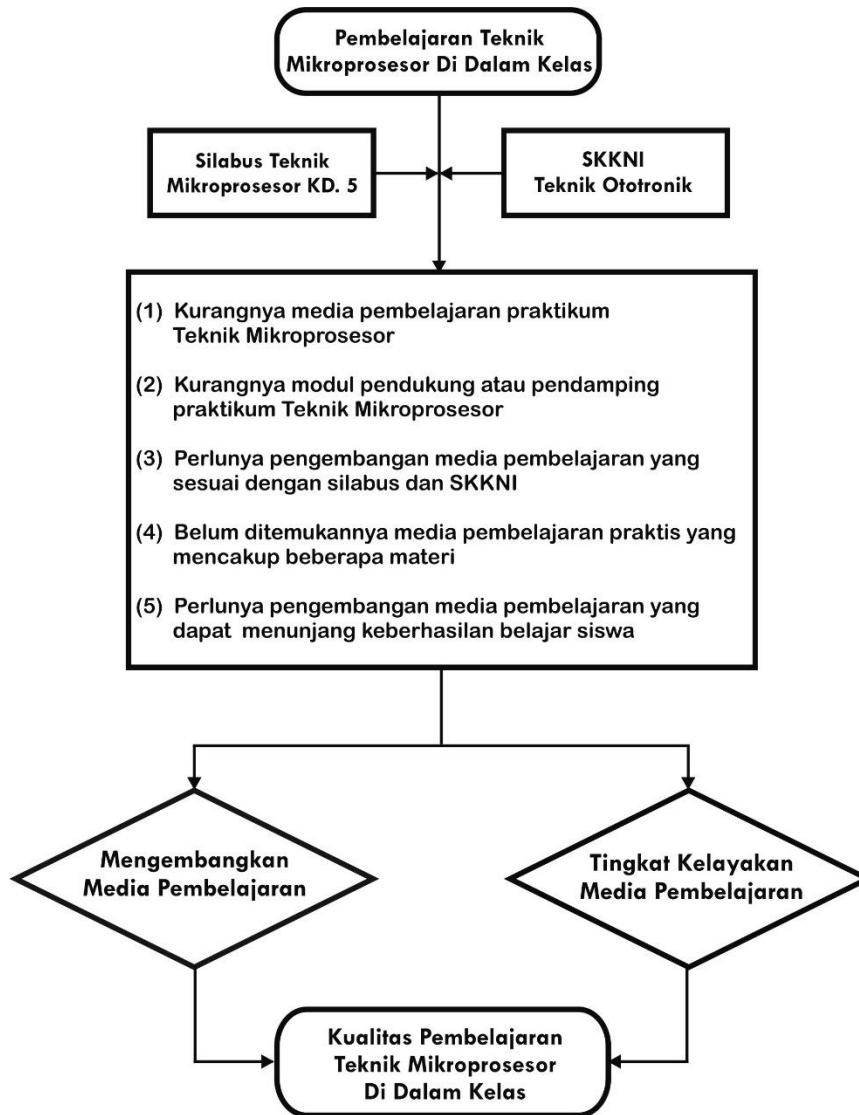 Pembelajaran Teknik
Mikroprosesor Di Dalam Kelas
Silabus Teknik
Mikroprosesor KD. 5
SKKNI
Teknik Ototronik
(1) Kurangnya media pembelajaran praktikum
Teknik Mikroprosesor
(2) Kurangnya modul pendukung atau pendamping
praktikum Teknik Mikroprosesor
(3) Perlunya pengembangan media pembelajaran yang
sesuai dengan silabus dan SKKNI
(4) Belum ditemukannya media pembelajaran praktis yang
mencakup beberapa materi
(5) Perlunya pengembangan media pembelajaran yang
dapat menunjang keberhasilan belajar siswa
Mengembangkan
Media Pembelajaran
Tingkat Kelayakan
Media Pembelajaran
Kualitas Pembelajaran
Teknik Mikroprosesor
Di Dalam Kelas